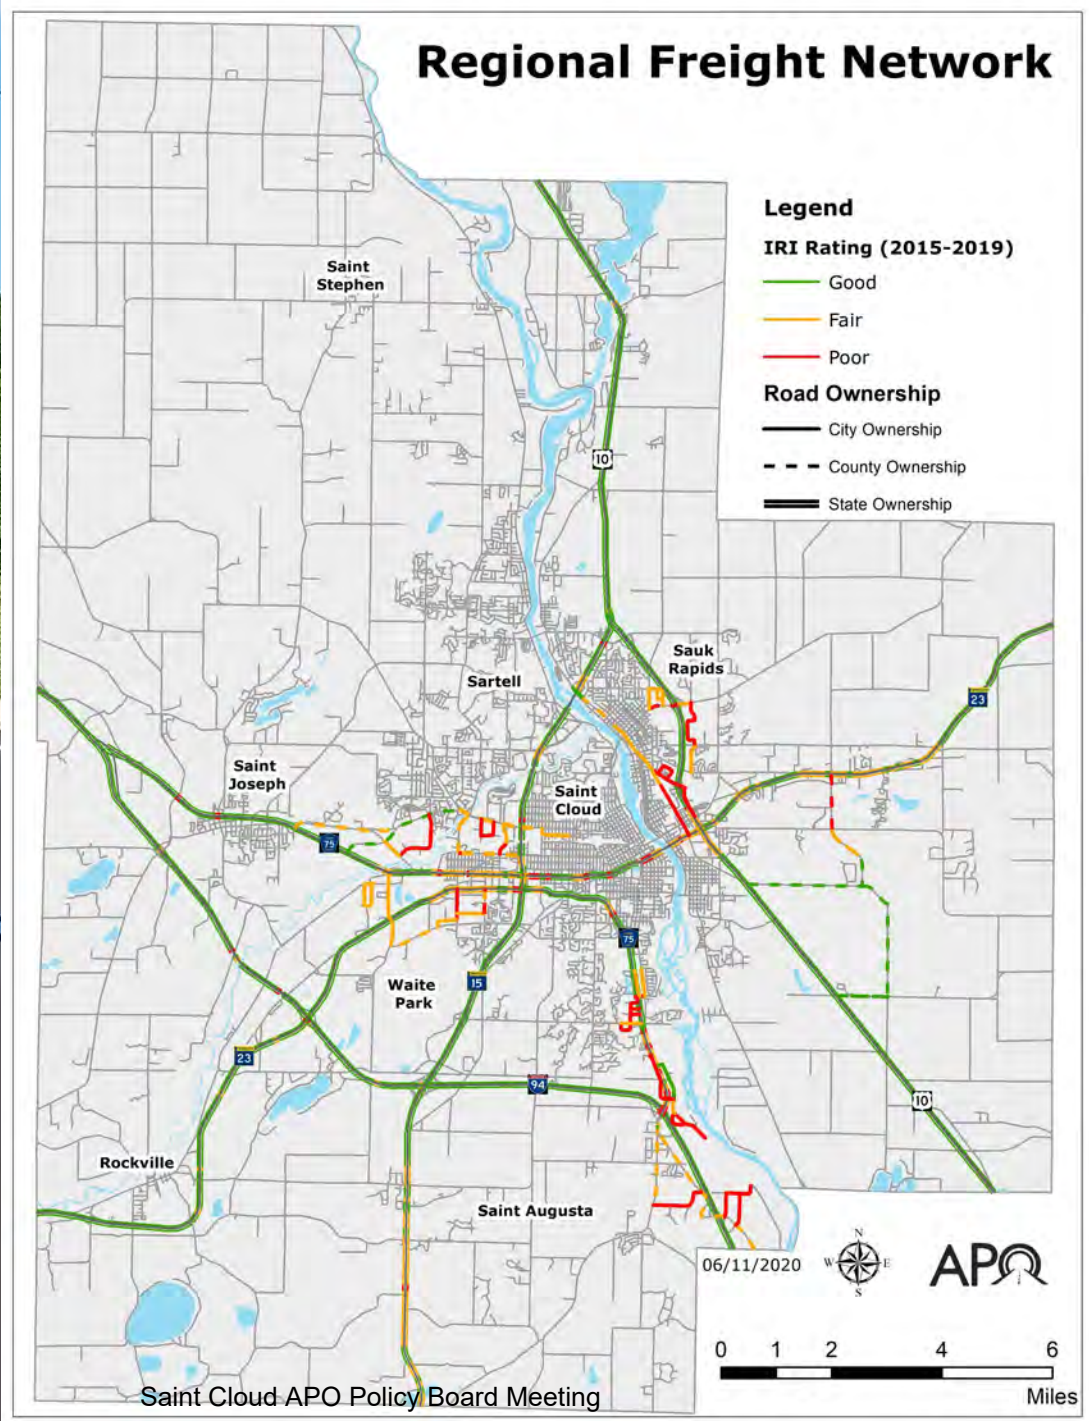 Regional Freight Network
Legend
IRI Rating (2015-2019)
Good
Fair
Poor
Road Ownership
City Ownership
County Ownership
State Ownership
Saint
Stephen
10
Sauk
Rapids
Sartell
23
Saint
Joseph
Saint
Cloud
75
75
Waite
Park
15
23
94
10
Rockville
Saint Augusta
06/11/2020
N
W
E
S
APO
0 1 2 4 6
Miles
Saint Cloud APO Policy Board Meeting